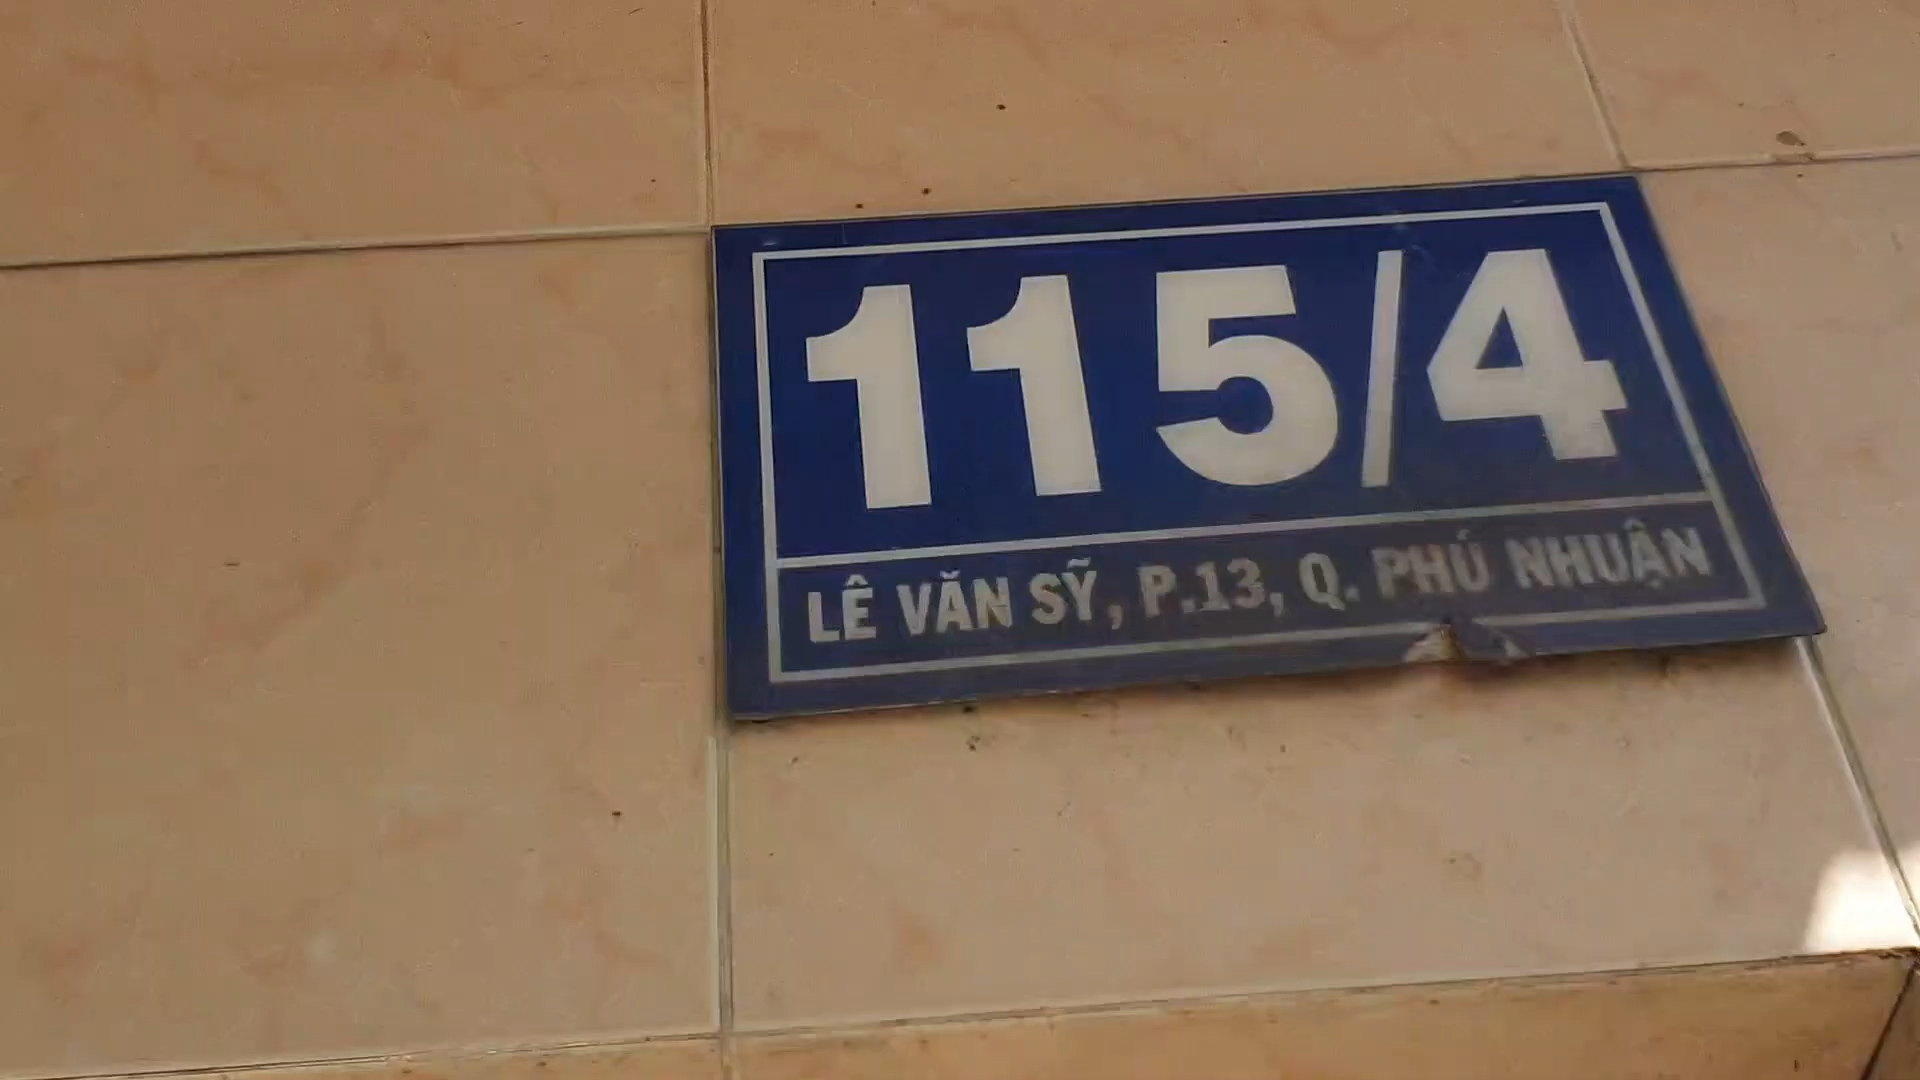 115/4
LÊ VĂN SỸ, P.13, Q. PHÚ NHUẬN